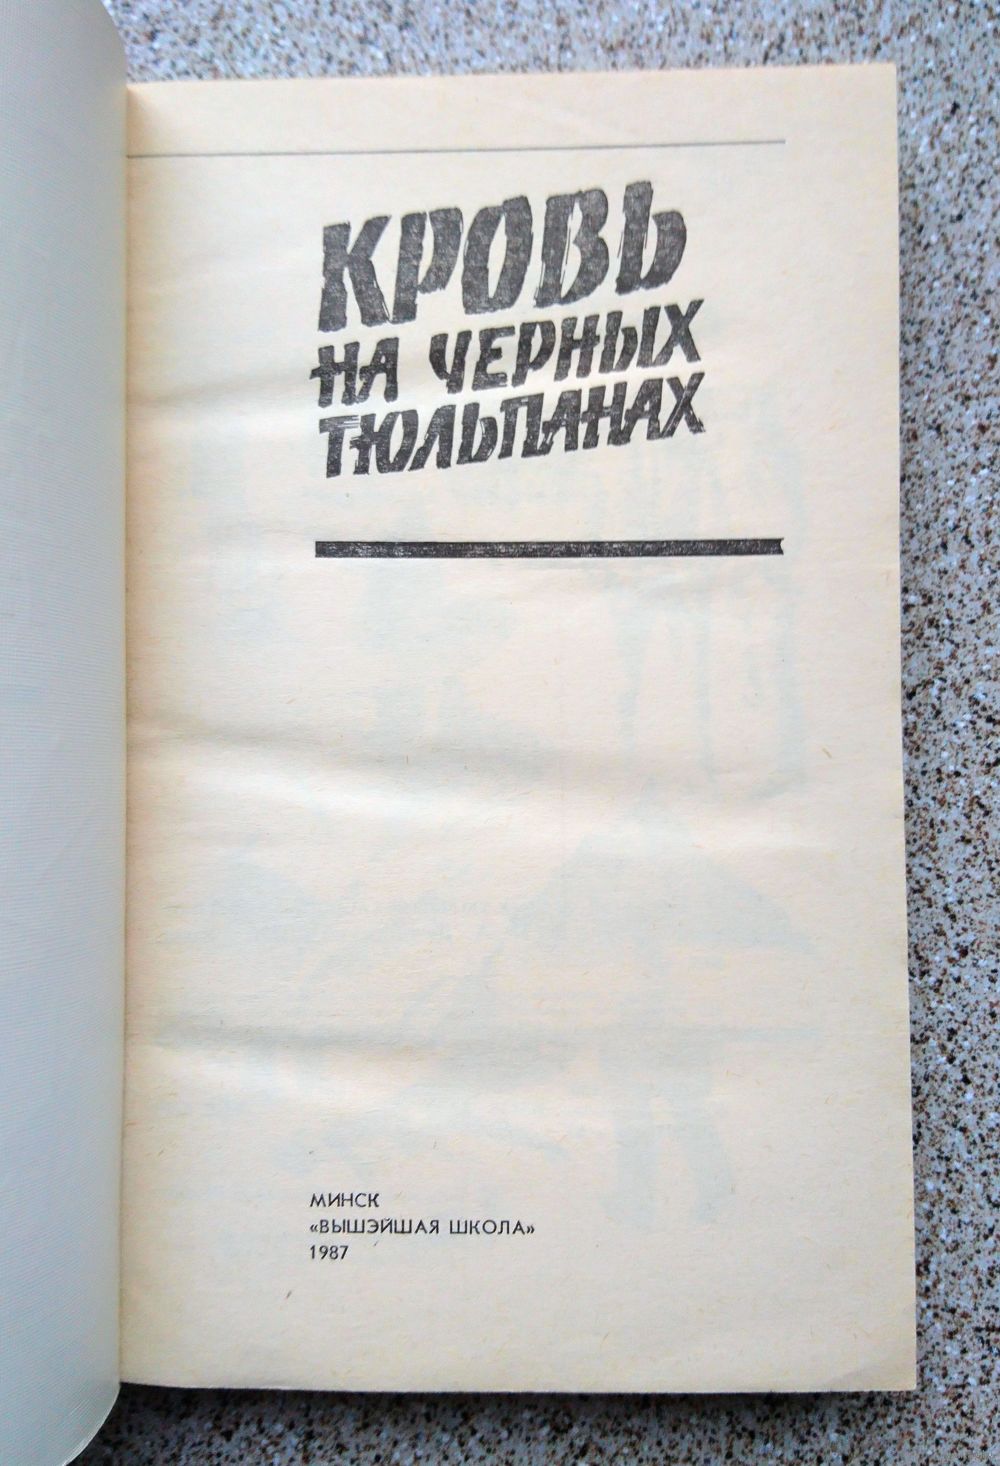 КРОВЬ
НА ЧЕРНЫХ
ТЮЛЬПАНАХ
МИНСК
«ВЫШЭЙШАЯ ШКОЛА»
1987